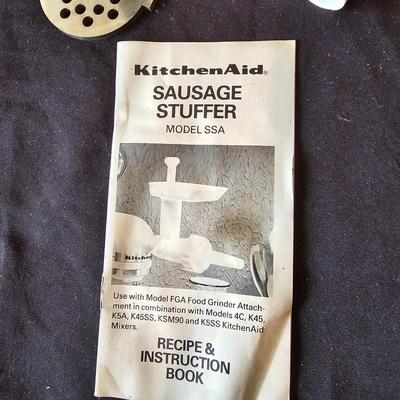 KitchenAid®
SAUSAGE
STUFFER
MODEL SSA
KitchenAid
Use with Model FGA Food Grinder Attach-
ment in combination with Models 4C, K45,
K5A, K45SS, KSM90 and K5SS KitchenAid
Mixers.
RECIPE &
INSTRUCTION
BOOK